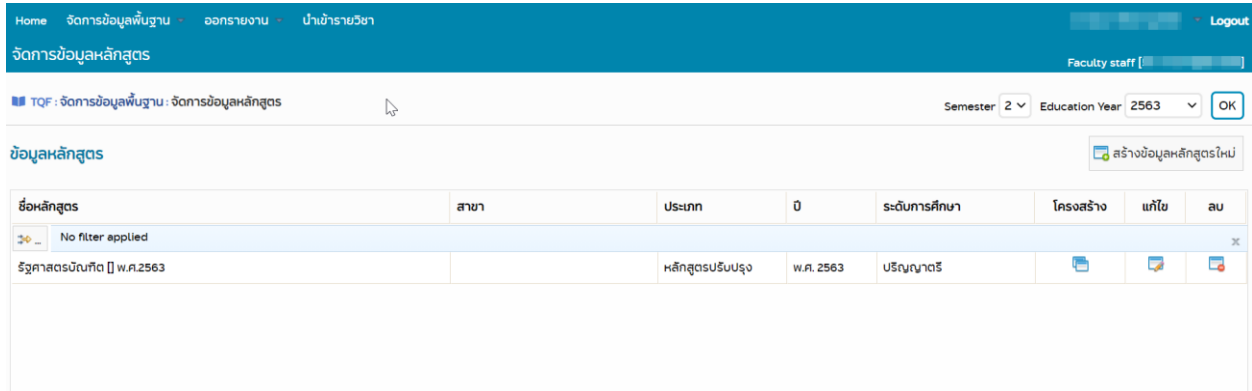 Home จัดการข้อมูลพื้นฐาน ออกรายงาน นำเข้ารายวิชา Logout
จัดการข้อมูลหลักสูตร
Faculty staff [ ]
TQF : จัดการข้อมูลพื้นฐาน : จัดการข้อมูลหลักสูตร Semester 2 Education Year 2563 OK
ข้อมูลหลักสูตร สร้างข้อมูลหลักสูตรใหม่
ชื่อหลักสูตร สาขา ประเภท ปี ระดับการศึกษา โครงสร้าง แก้ไข ลบ
... No filter applied x
รัฐศาสตรบัณฑิต [] พ.ศ.2563 หลักสูตรปรับปรุง พ.ศ. 2563 ปริญญาตรี